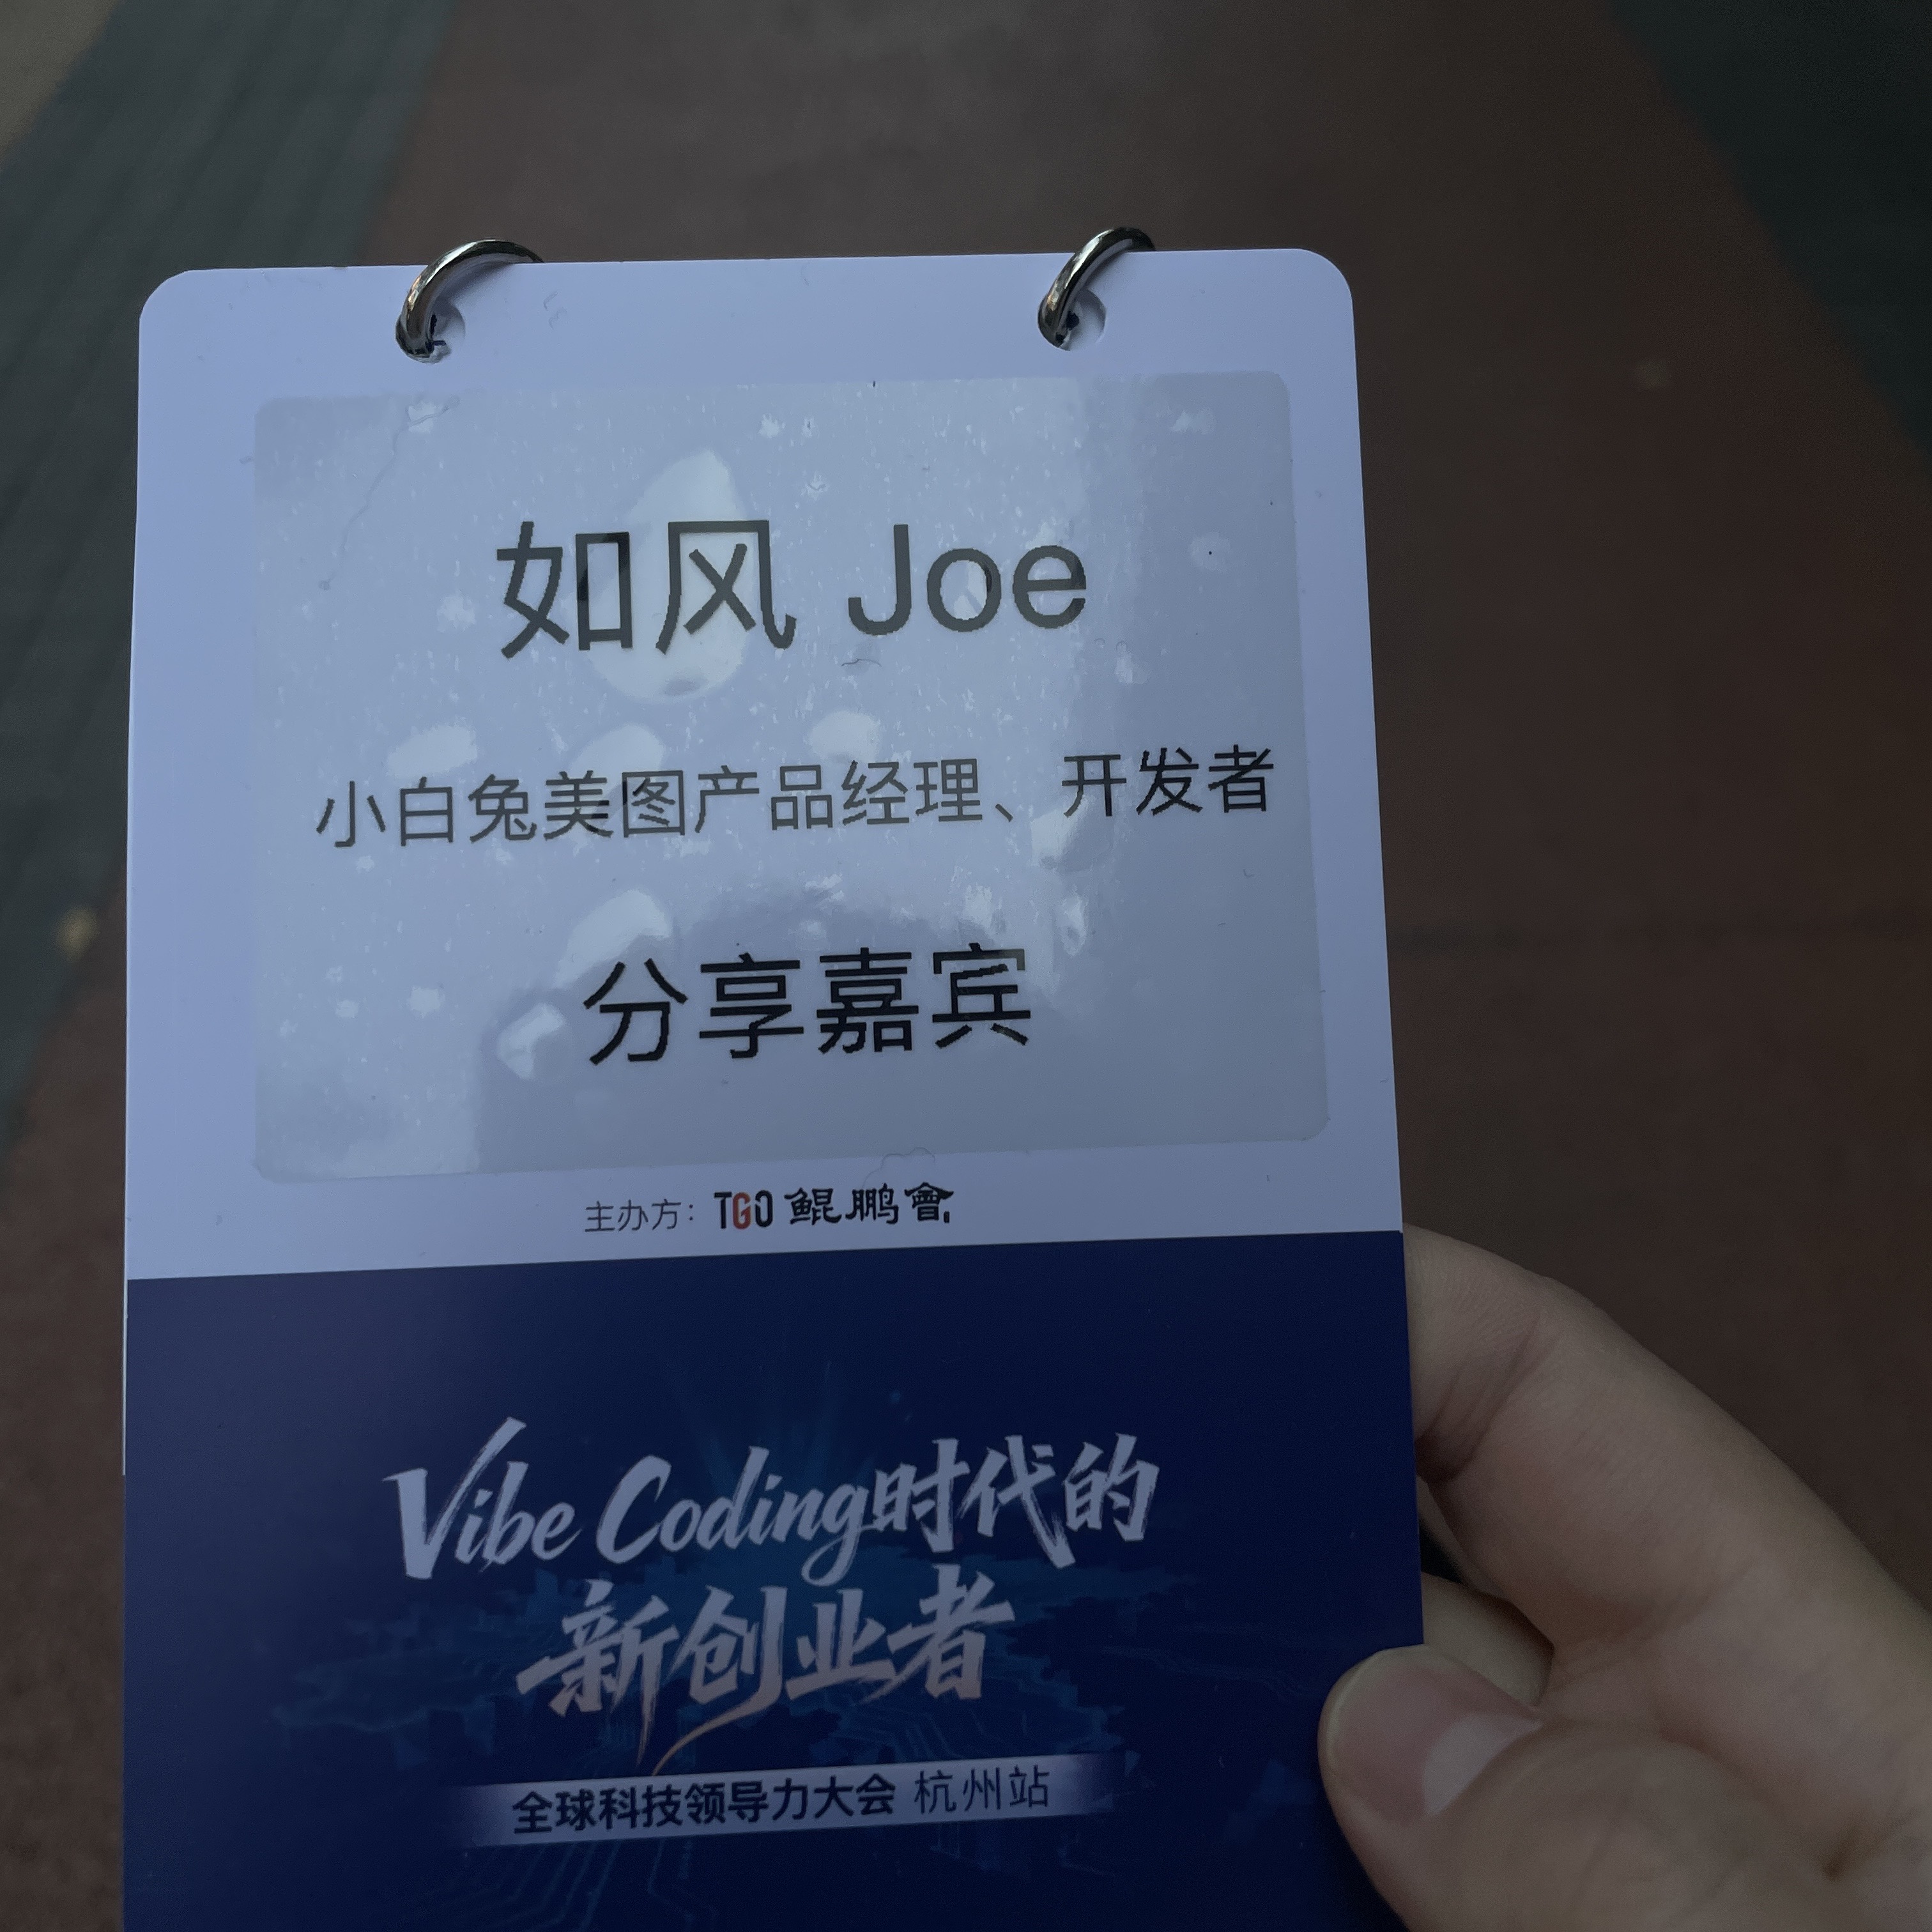 如风 Joe
小白兔美图产品经理、开发者
分享嘉宾
主办方：TGO 鲲鹏會
Vibe Coding时代的
新创业者
全球科技领导力大会 杭州站